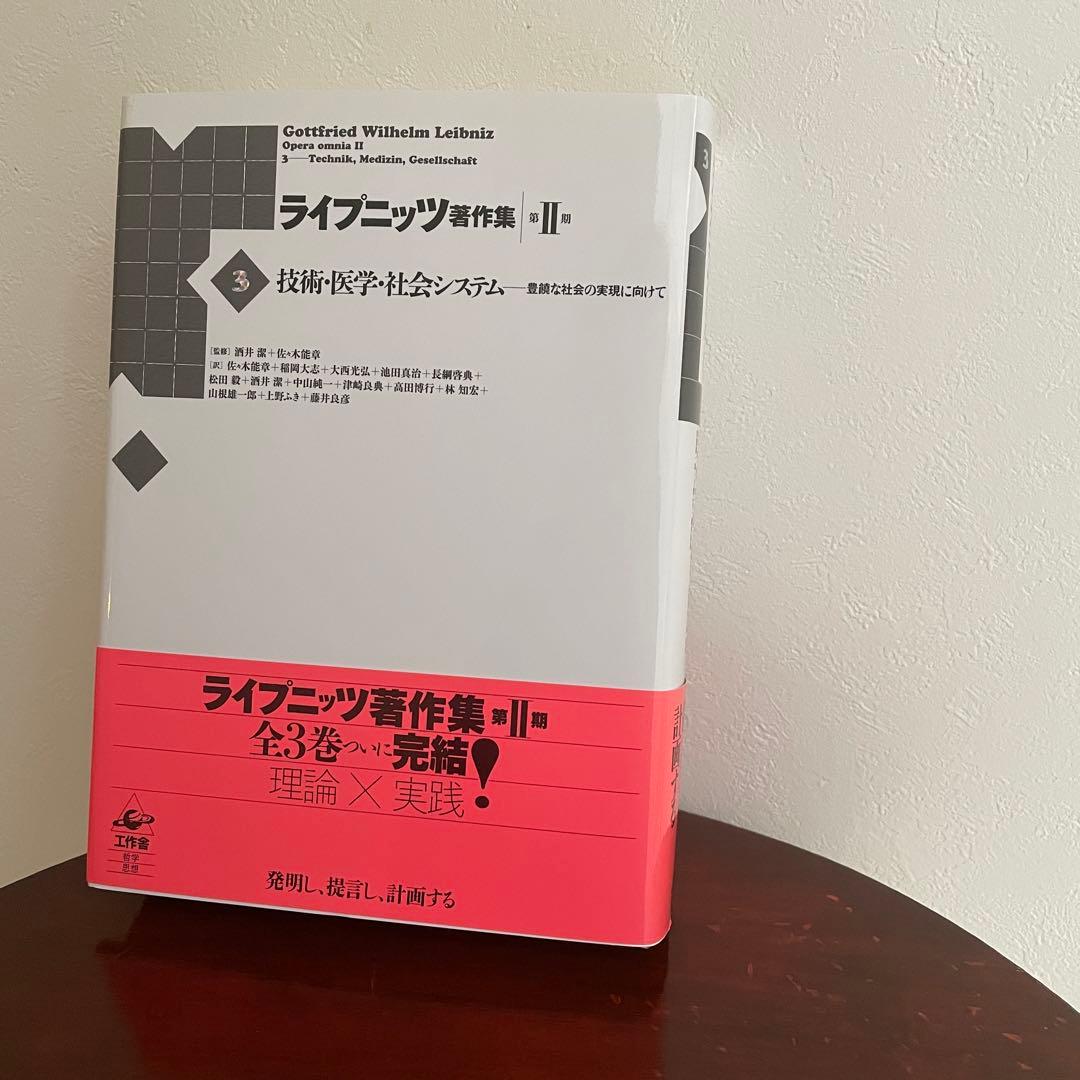 Gottfried Wilhelm Leibniz
Opera omnia II
3——Technik, Medizin, Gesellschaft
ライプニッツ著作集 第II期
3 技術・医学・社会システム——豊饒な社会の実現に向けて
[監修] 酒井 潔+佐々木能章
[訳] 佐々木能章+稲岡大志+大西光弘+池田真治+長綱啓典+
松田 毅+酒井 潔+中山純一+津崎良典+高田博行+林 知宏+
山根雄一郎+上野ふき+藤井良彦
ライプニッツ著作集 第II期
全3巻ついに完結!
理論×実践
工作舎
哲学
思想
発明し、提言し、計画する
3
計画する